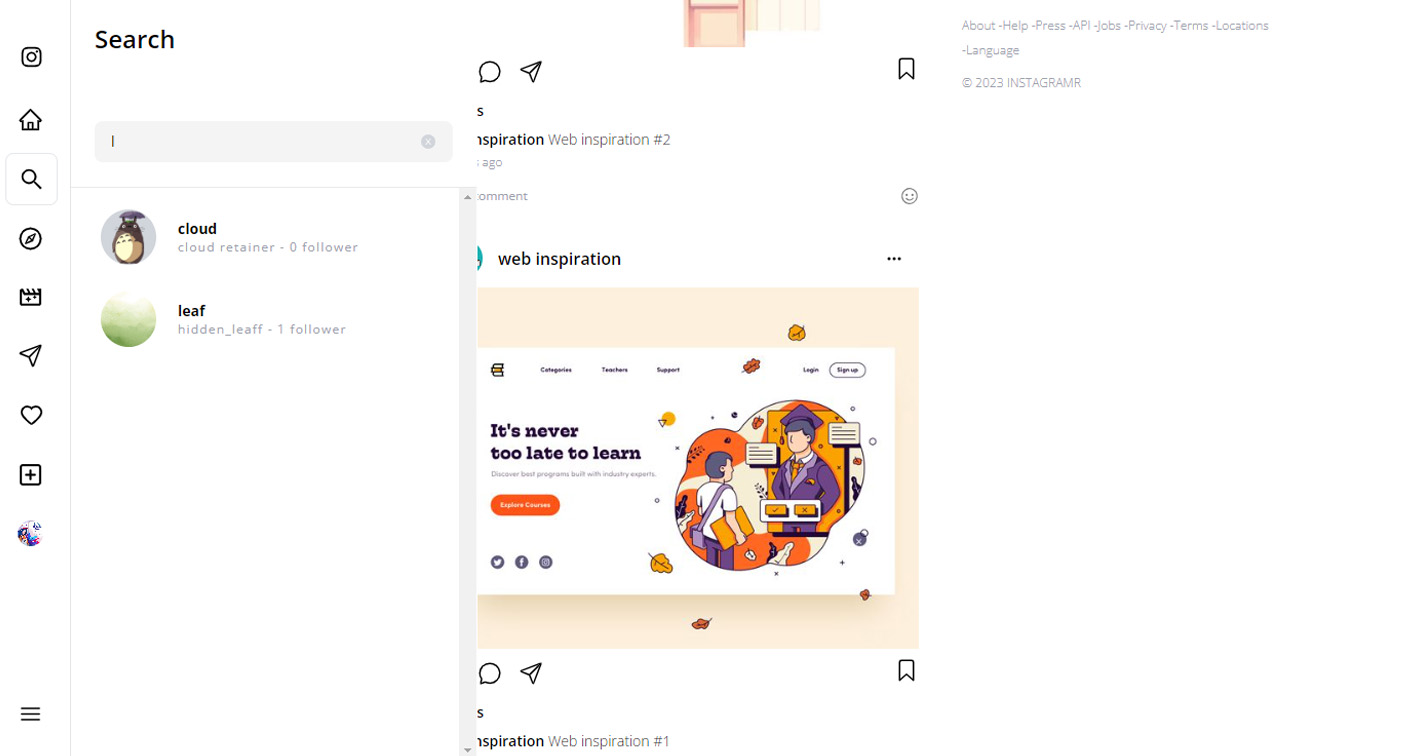 Search
l
cloud
cloud retainer - 0 follower
leaf
hidden_leaff - 1 follower
s
nspiration Web inspiration #2
s ago
comment
web inspiration
Categories
Teachers
Support
Login
Sign up
It's never
too late to learn
Discover best programs built with industry experts.
Explore Courses
s
nspiration Web inspiration #1
About -Help -Press -API -Jobs -Privacy -Terms -Locations
-Language
© 2023 INSTAGRAMR